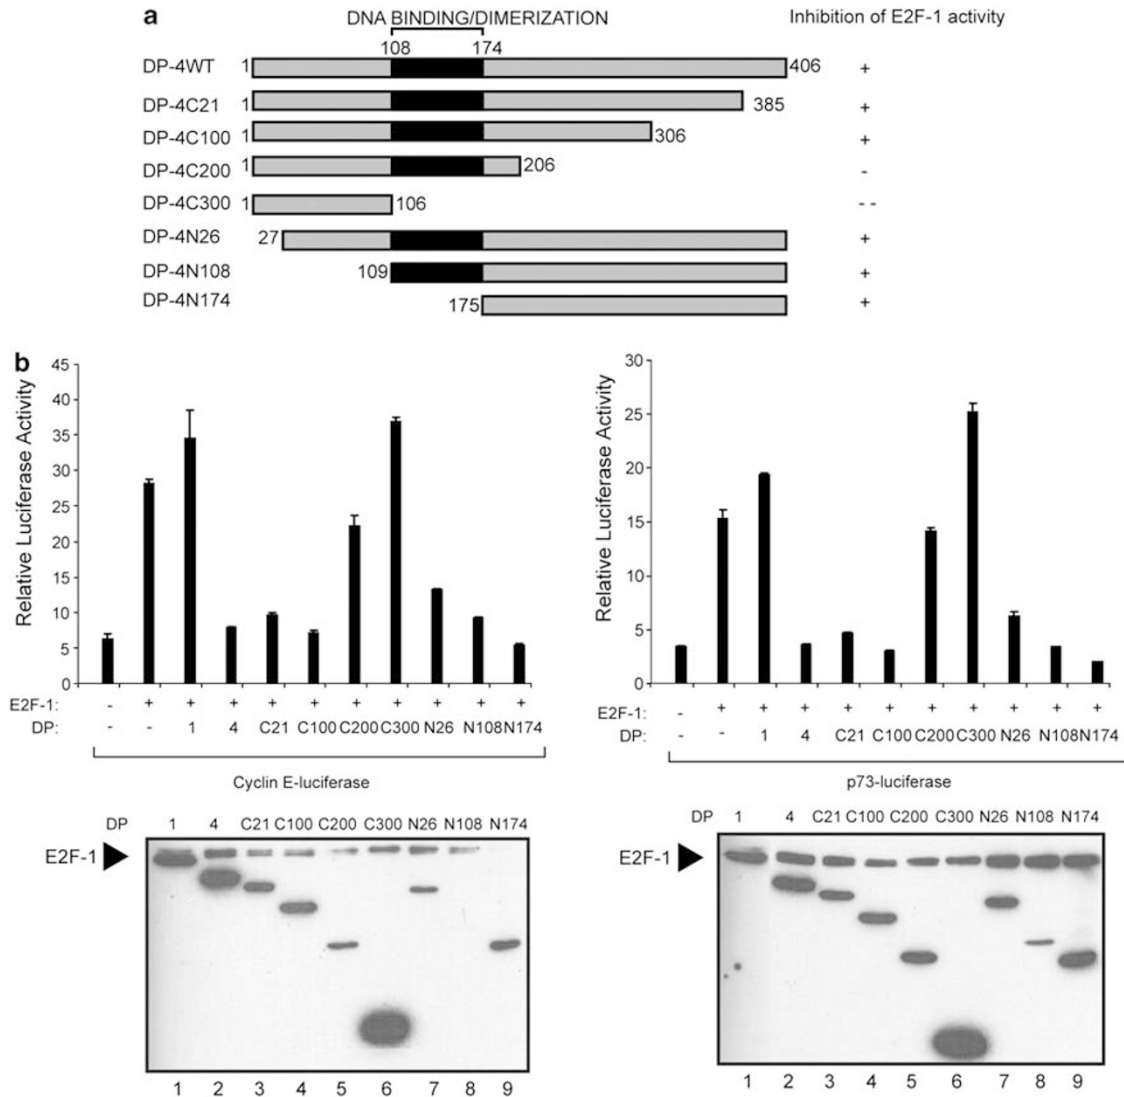 a
DNA BINDING/DIMERIZATION Inhibition of E2F-1 activity
108 174
DP-4WT 1 406 +
DP-4C21 1 385 +
DP-4C100 1 306 +
DP-4C200 1 206 -
DP-4C300 1 106 - -
DP-4N26 27 +
DP-4N108 109 +
DP-4N174 175 +
b
Relative Luciferase Activity
45
40
35
30
25
20
15
10
5
0
E2F-1: - + + + + + + + + + +
DP: - - 1 4 C21 C100 C200 C300 N26 N108 N174
Cyclin E-luciferase
Relative Luciferase Activity
30
25
20
15
10
5
0
E2F-1: - + + + + + + + + + +
DP: - - 1 4 C21 C100 C200 C300 N26 N108 N174
p73-luciferase
DP 1 4 C21 C100 C200 C300 N26 N108 N174
E2F-1
1 2 3 4 5 6 7 8 9
DP 1 4 C21 C100 C200 C300 N26 N108 N174
E2F-1
1 2 3 4 5 6 7 8 9